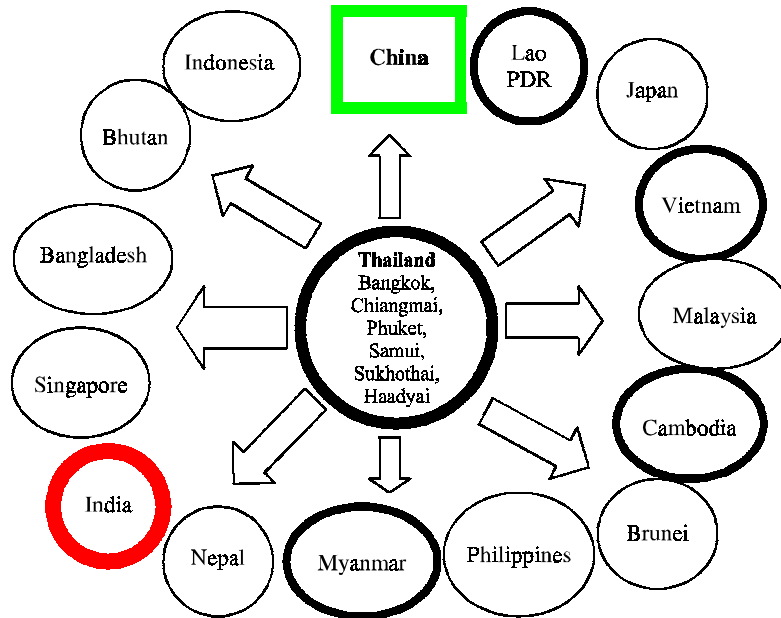 Indonesia
China
Lao
PDR
Japan
Bhutan
Vietnam
Bangladesh
Thailand
Bangkok,
Chiangmai,
Phuket,
Samui,
Sukhothai,
Haadyai
Malaysia
Singapore
Cambodia
India
Nepal
Myanmar
Philippines
Brunei